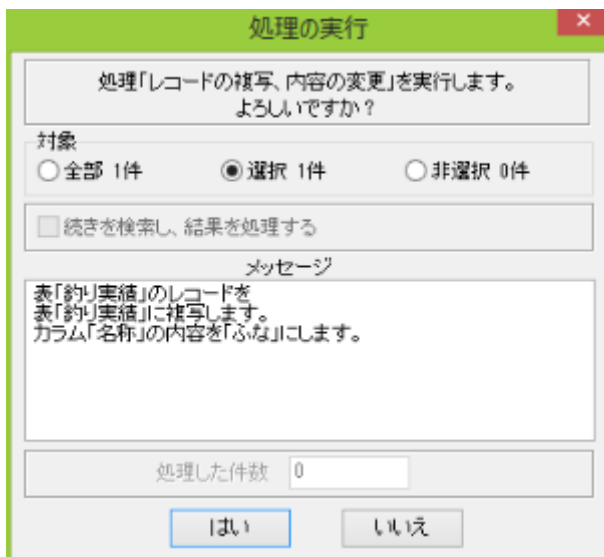 処理の実行
処理「レコードの複写、内容の変更」を実行します。
よろしいですか？
対象
全部 1件 選択 1件 非選択 0件
続きを検索し、結果を処理する
メッセージ
表「釣り実績」のレコードを
表「釣り実績」に複写します。
カラム「名称」の内容を「ふな」にします。
処理した件数 0
はい いいえ